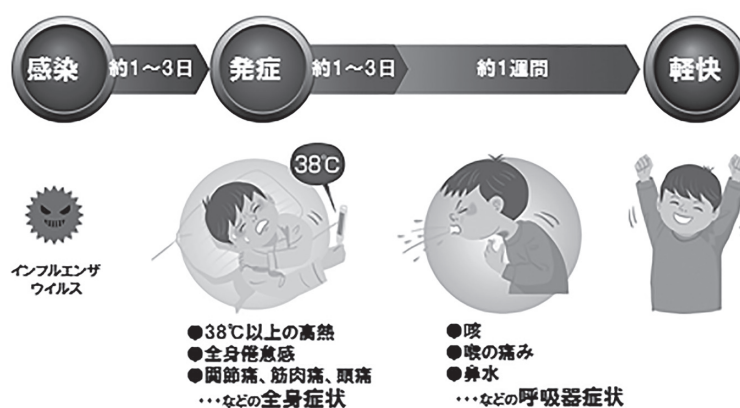 感染
約1〜3日
発症
約1〜3日
約1週間
軽快
38℃
インフルエンザ
ウイルス
●38℃以上の高熱
●全身倦怠感
●関節痛、筋肉痛、頭痛
…などの全身症状
●咳
●喉の痛み
●鼻水
…などの呼吸器症状